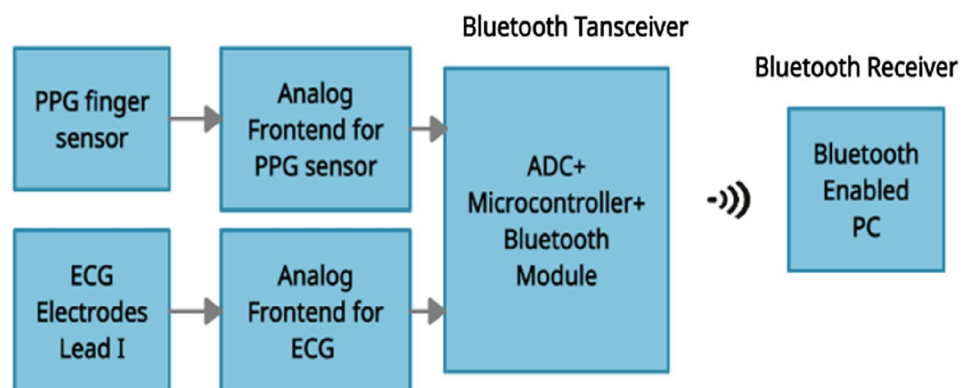 Bluetooth Tansceiver
Bluetooth Receiver
PPG finger
sensor
Analog
Frontend for
PPG sensor
ADC+
Microcontroller+
Bluetooth
Module
Bluetooth
Enabled
PC
ECG
Electrodes
Lead I
Analog
Frontend for
ECG